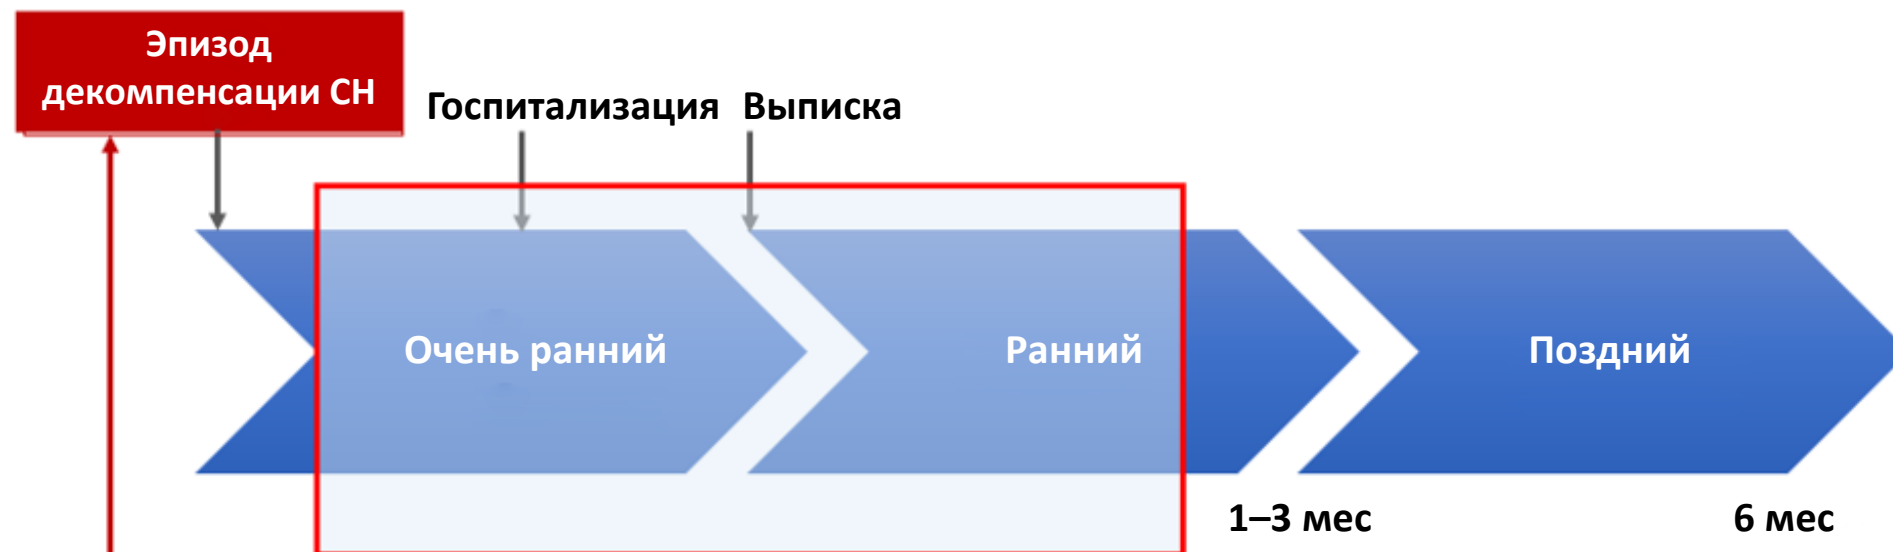 Эпизод
декомпенсации СН
Госпитализация
Выписка
Очень ранний
Ранний
Поздний
1–3 мес
6 мес